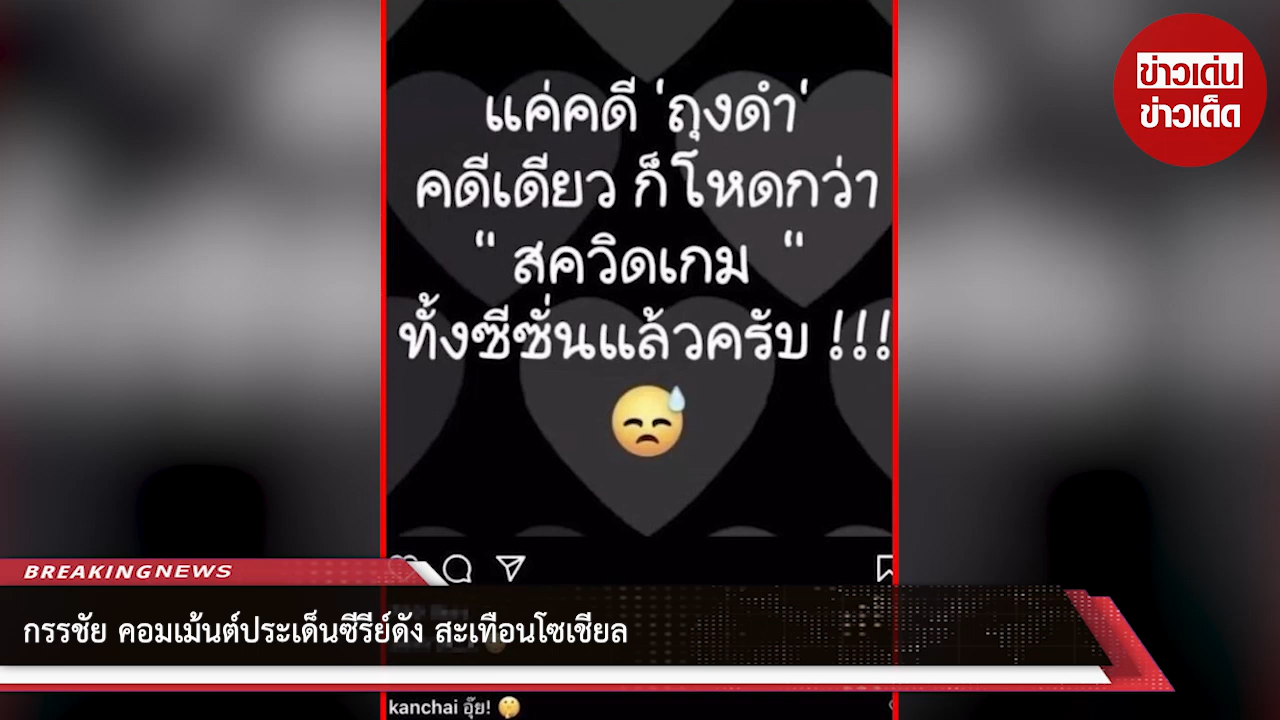 ข่าวเด่น
ข่าวเด็ด
แค่คดี 'ถุงดำ'
คดีเดียว ก็โหดกว่า
" สควิดเกม "
ทั้งซีซั่นแล้วครับ !!!
BREAKINGNEWS
กรรชัย คอมเม้นต์ประเด็นซีรีย์ดัง สะเทือนโซเชียล
kanchai อุ๊ย!